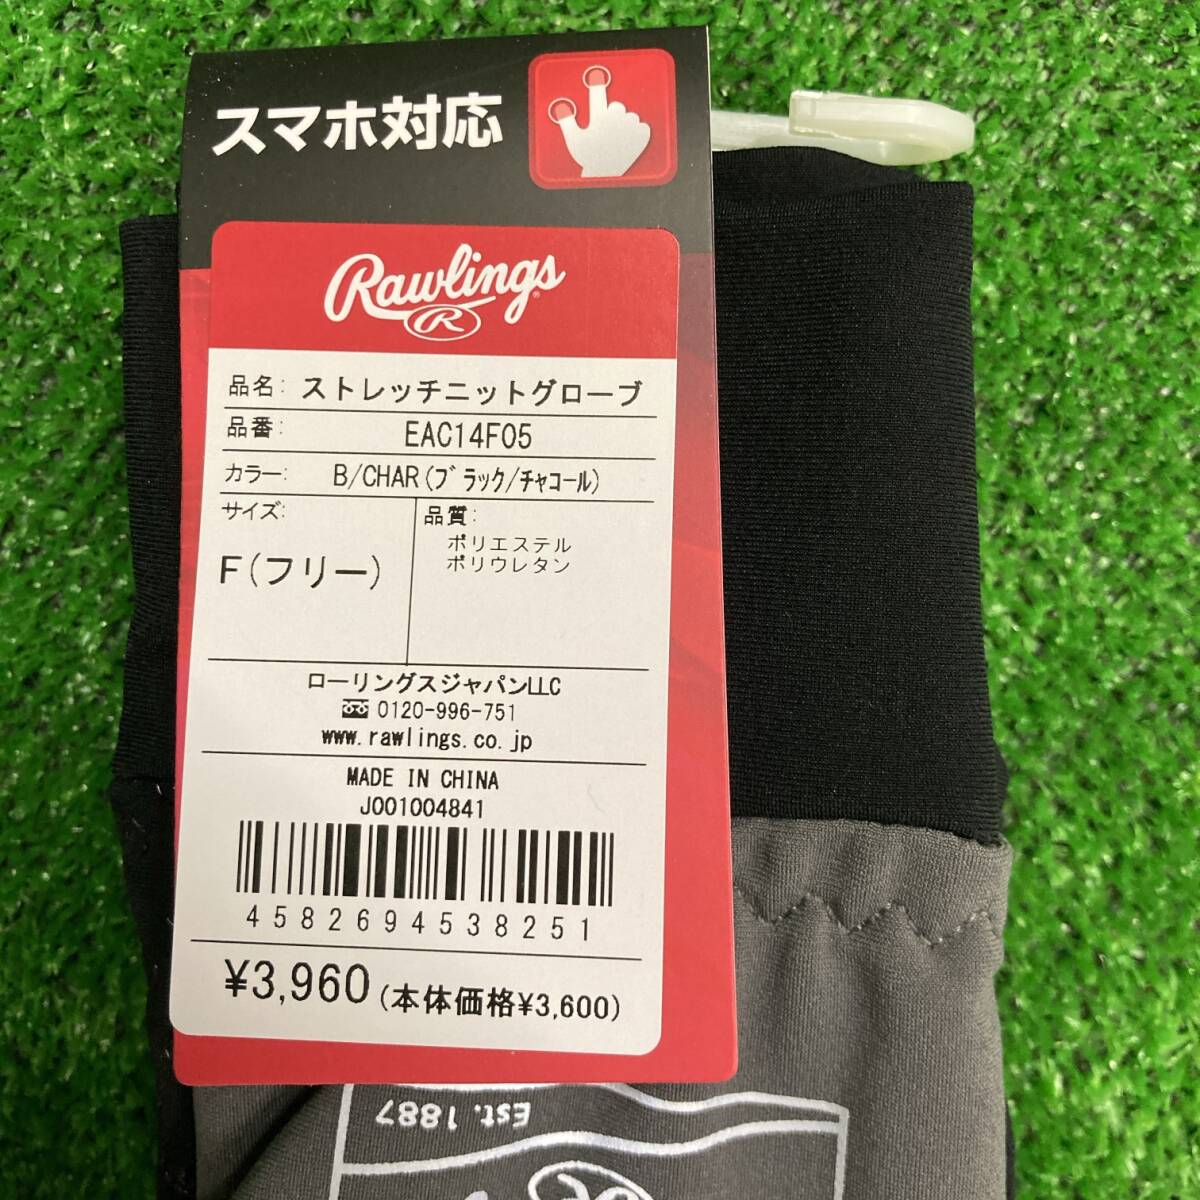 スマホ対応
Rawlings
R
品名: ストレッチニットグローブ
品番: EAC14F05
カラー: B/CHAR(ブラック/チャコール)
サイズ: F(フリー)
品質: ポリエステル
ポリウレタン
ローリングスジャパンLLC
0120-996-751
www.rawlings.co.jp
MADE IN CHINA
J001004841
4582694538251
¥3,960 (本体価格¥3,600)
Est. 1887